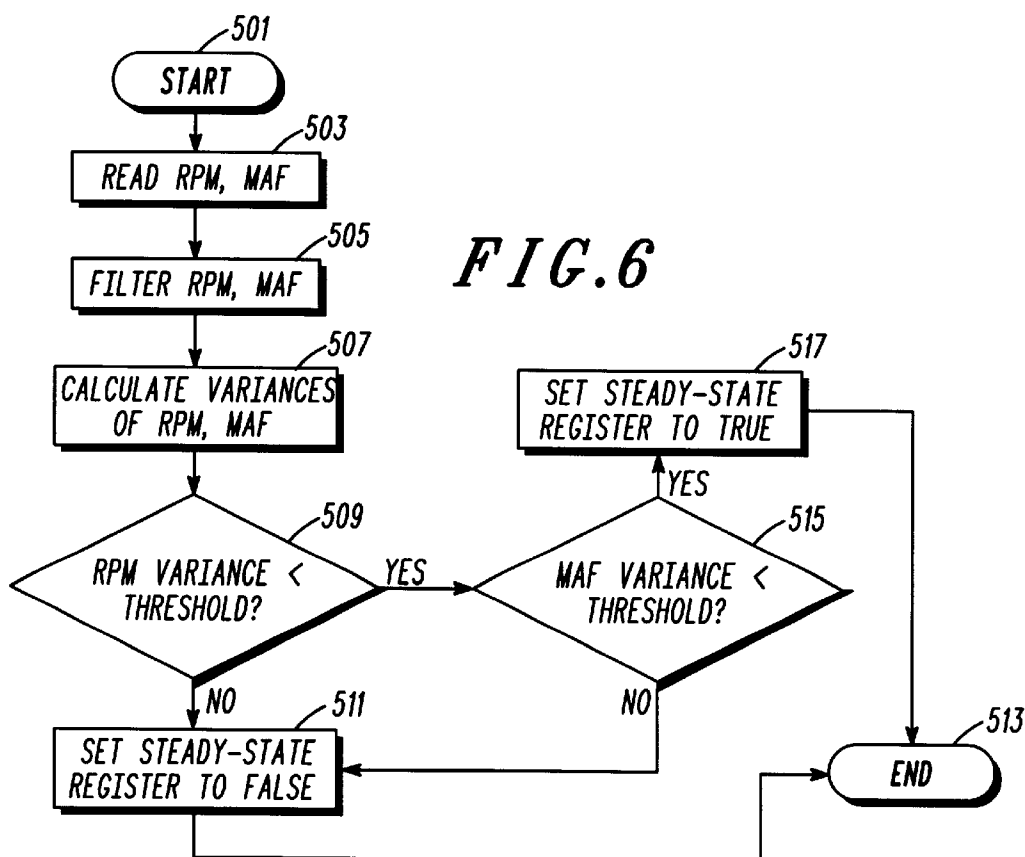 501
START
503
READ RPM, MAF
505
FILTER RPM, MAF
FIG.6
507
CALCULATE VARIANCES
OF RPM, MAF
517
SET STEADY-STATE
REGISTER TO TRUE
YES
509
RPM VARIANCE <
THRESHOLD?
YES
515
MAF VARIANCE <
THRESHOLD?
NO
NO
511
SET STEADY-STATE
REGISTER TO FALSE
513
END